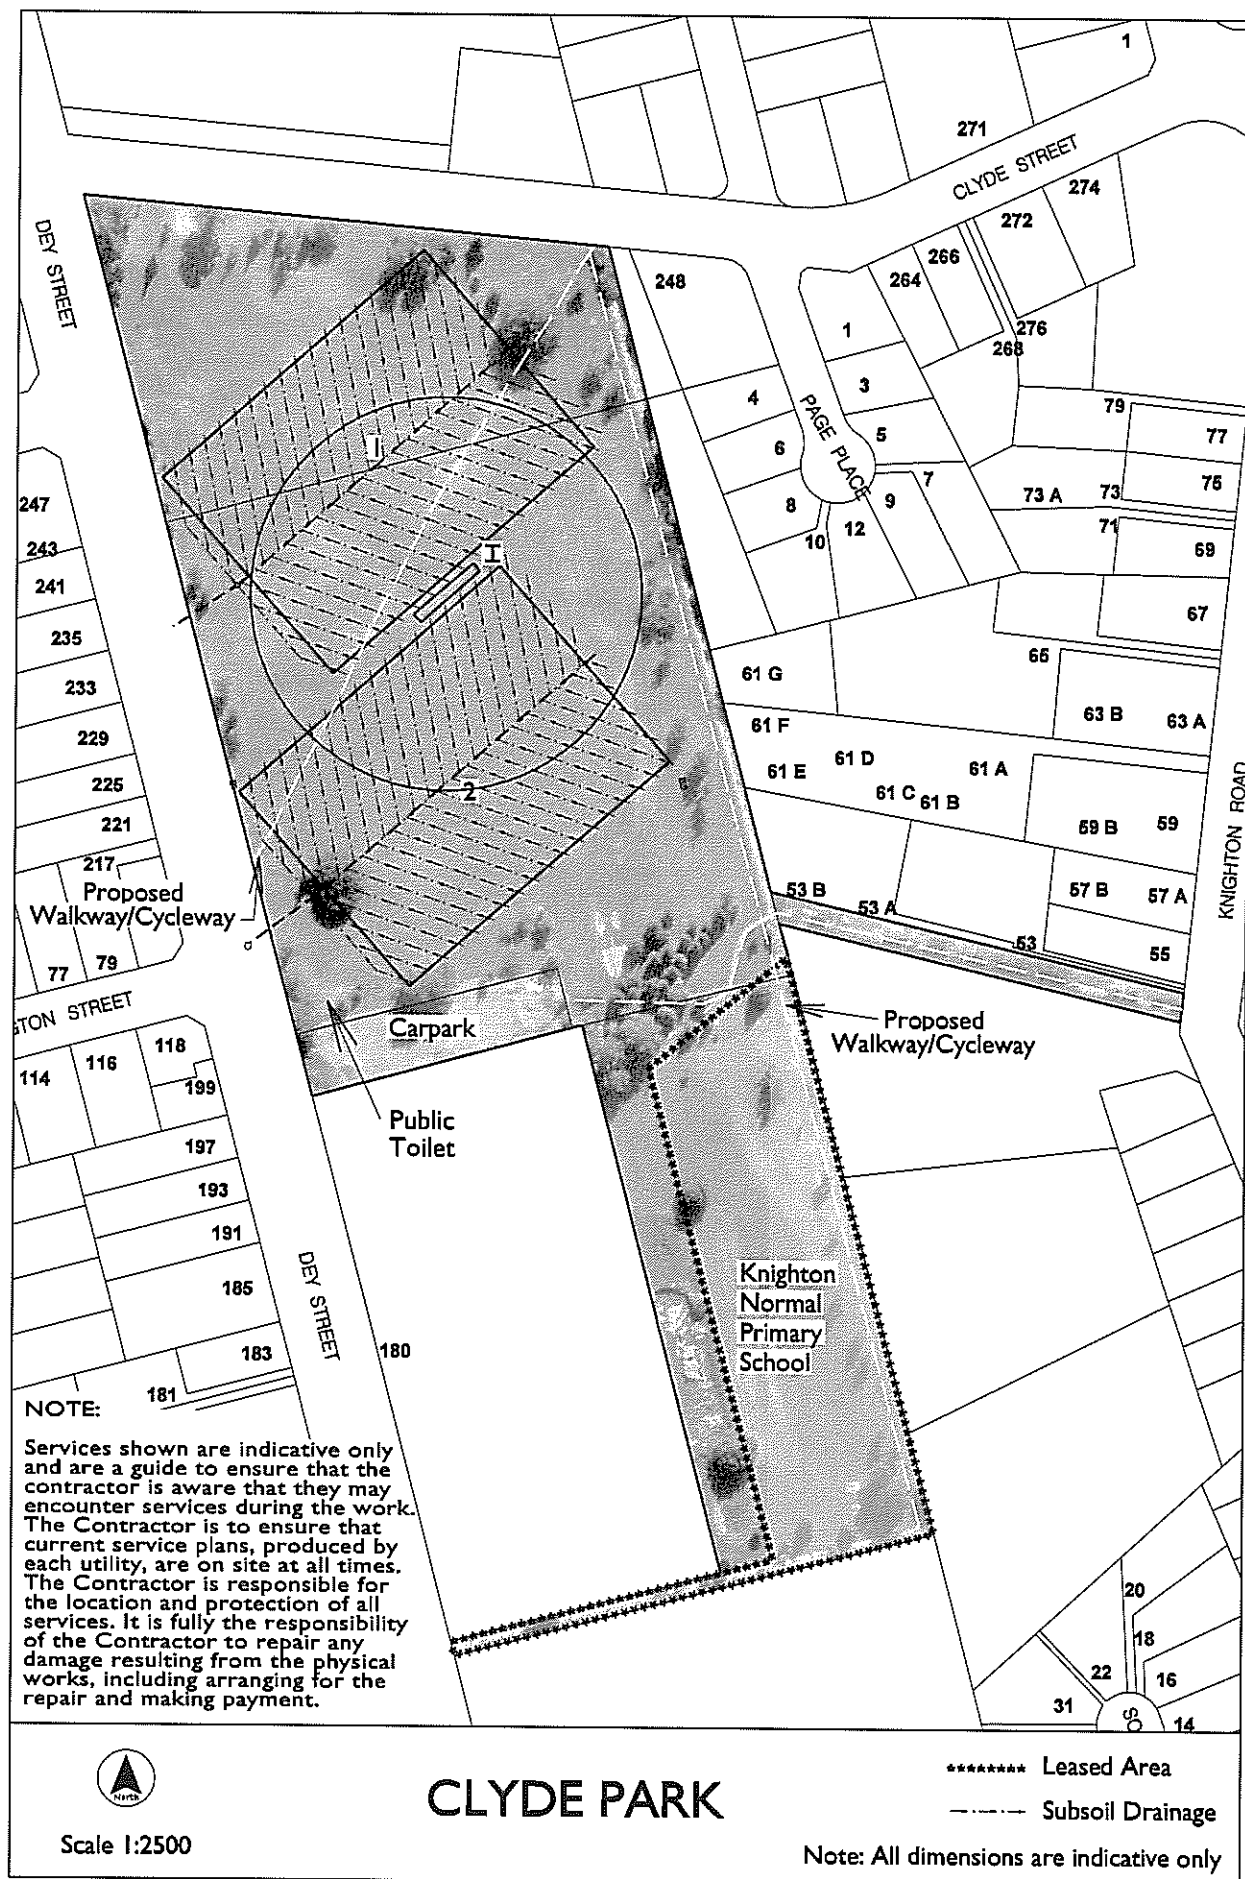 1
271
CLYDE STREET
274
272
266
264
276
268
248
DEY STREET
1
3
4
5
6
PAGE PLACE
7
8
9
10
12
79
77
75
73 A
73
71
69
67
65
63 B
63 A
61 G
61 F
61 E
61 D
61 C
61 B
61 A
59 B
59
57 B
57 A
55
53 B
53 A
53
KNIGHTON ROAD
1
I
2
247
243
241
235
233
229
225
221
217
Proposed
Walkway/Cycleway
77
79
GTON STREET
118
116
114
199
197
193
191
185
183
181
DEY STREET
180
Carpark
Public
Toilet
Proposed
Walkway/Cycleway
Knighton
Normal
Primary
School
NOTE:
Services shown are indicative only
and are a guide to ensure that the
contractor is aware that they may
encounter services during the work.
The Contractor is to ensure that
current service plans, produced by
each utility, are on site at all times.
The Contractor is responsible for
the location and protection of all
services. It is fully the responsibility
of the Contractor to repair any
damage resulting from the physical
works, including arranging for the
repair and making payment.
20
18
22
16
31
14
SO
North
Scale 1:2500
CLYDE PARK
Leased Area
Subsoil Drainage
Note: All dimensions are indicative only